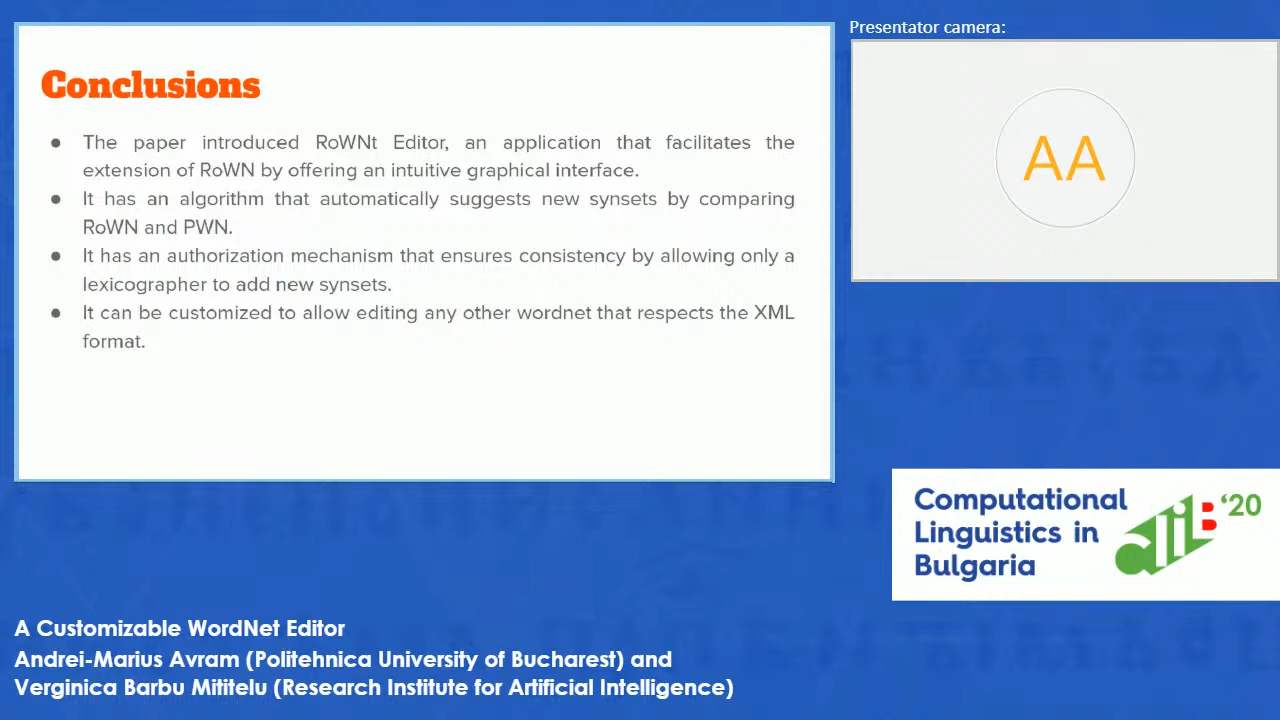 Presentator camera:
AA
Conclusions
● The paper introduced RoWNt Editor, an application that facilitates the
extension of RoWN by offering an intuitive graphical interface.
● It has an algorithm that automatically suggests new synsets by comparing
RoWN and PWN.
● It has an authorization mechanism that ensures consistency by allowing only a
lexicographer to add new synsets.
● It can be customized to allow editing any other wordnet that respects the XML
format.
Computational
Linguistics in
Bulgaria
cliB '20
A Customizable WordNet Editor
Andrei-Marius Avram (Politehnica University of Bucharest) and
Verginica Barbu Mititelu (Research Institute for Artificial Intelligence)